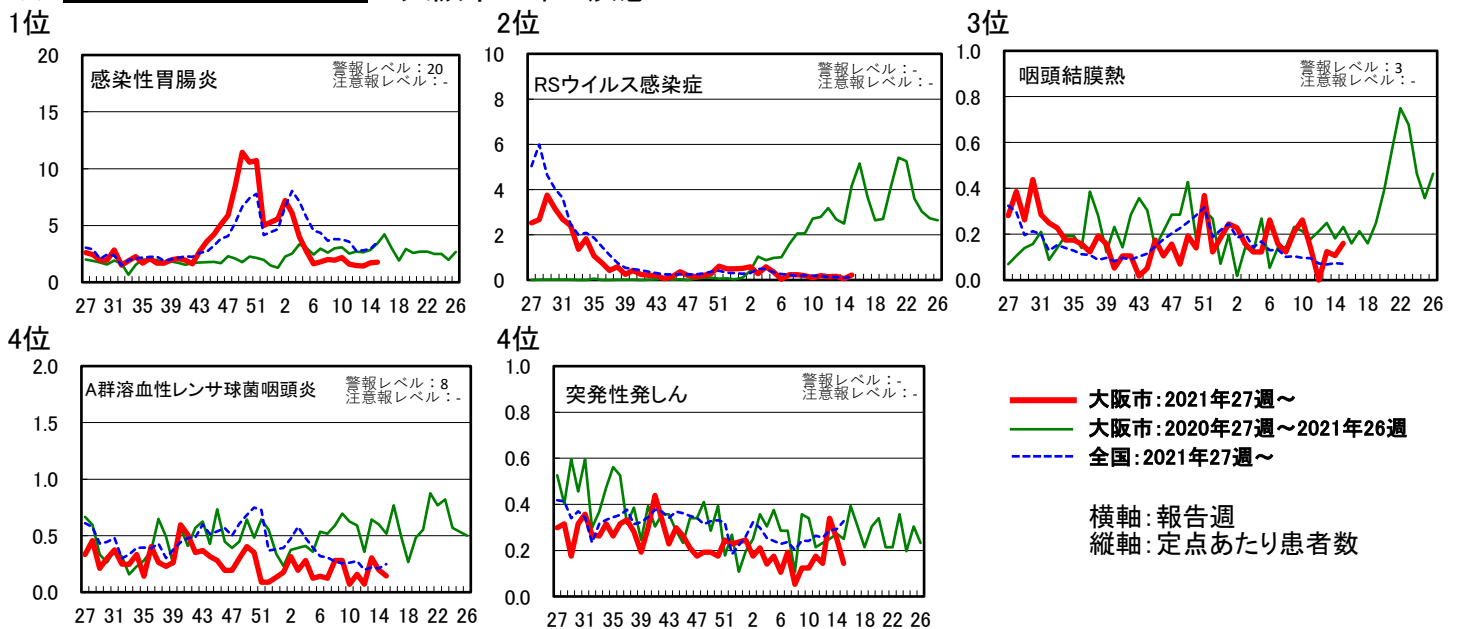 1位
20
15
10
5
0
感染性胃腸炎
警報レベル：20
注意報レベル：-
27 31 35 39 43 47 51 2 6 10 14 18 22 26
2位
10
8
6
4
2
0
RSウイルス感染症
警報レベル：-
注意報レベル：-
27 31 35 39 43 47 51 2 6 10 14 18 22 26
3位
1.0
0.8
0.6
0.4
0.2
0.0
咽頭結膜熱
警報レベル：3
注意報レベル：-
27 31 35 39 43 47 51 2 6 10 14 18 22 26
4位
2.0
1.5
1.0
0.5
0.0
A群溶血性レンサ球菌咽頭炎
警報レベル：8
注意報レベル：-
27 31 35 39 43 47 51 2 6 10 14 18 22 26
4位
1.0
0.8
0.6
0.4
0.2
0.0
突発性発しん
警報レベル：-
注意報レベル：-
27 31 35 39 43 47 51 2 6 10 14 18 22 26
大阪市：2021年27週～
大阪市：2020年27週～2021年26週
全国：2021年27週～
横軸：報告週
縦軸：定点あたり患者数